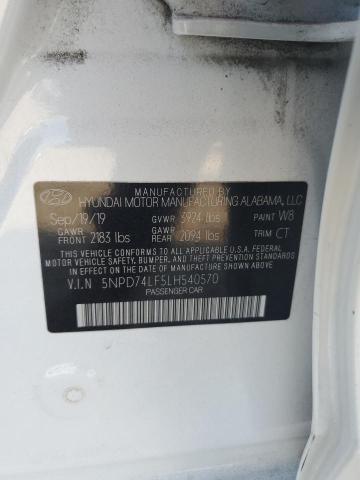 MANUFACTURED BY
HYUNDAI MOTOR MANUFACTURING ALABAMA, LLC
Sep/19/19 GVWR 3924 lbs PAINT W8
GAWR FRONT 2183 lbs GAWR REAR 2094 lbs TRIM CT
THIS VEHICLE CONFORMS TO ALL APPLICABLE U.S. FEDERAL
MOTOR VEHICLE SAFETY, BUMPER, AND THEFT PREVENTION
STANDARDS IN EFFECT ON THE DATE OF MANUFACTURE SHOWN ABOVE.
V.I.N 5NPD74LF5LH540570
PASSENGER CAR